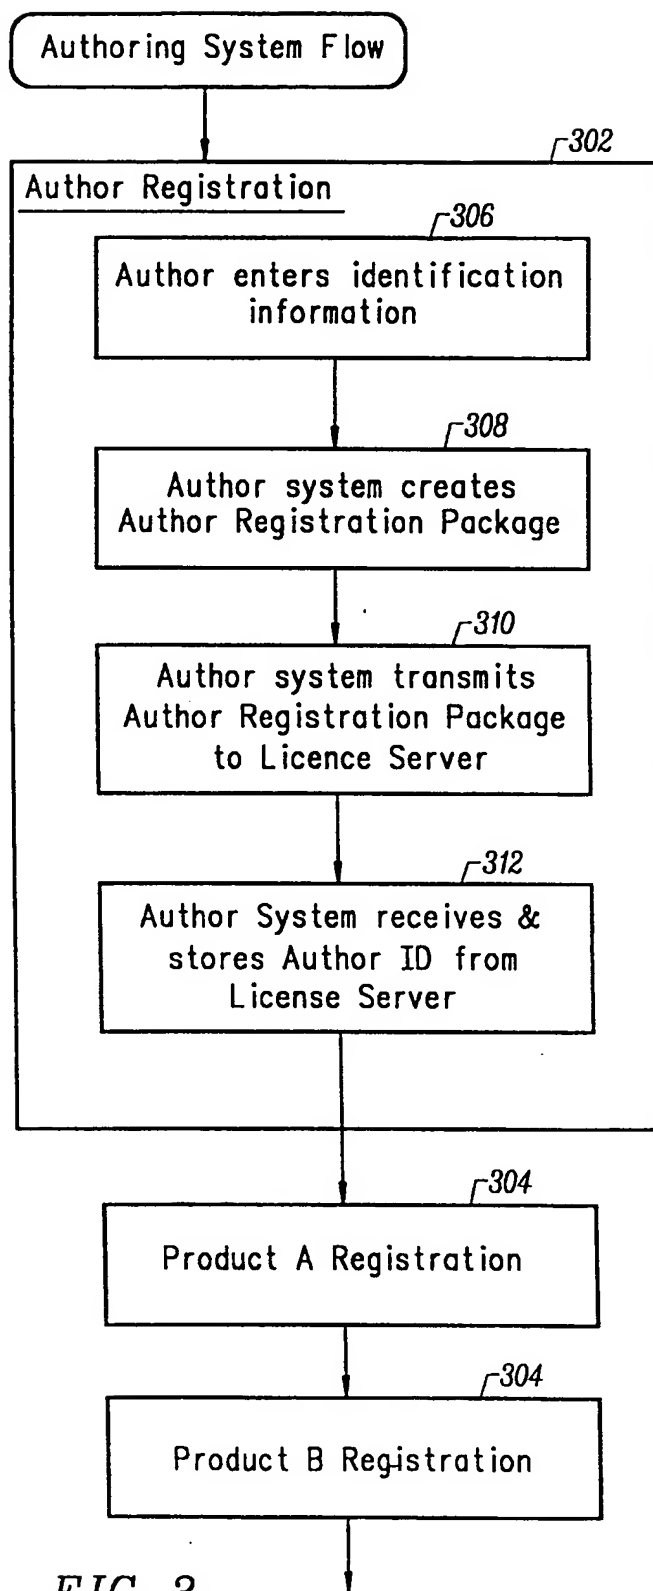 Authoring System Flow
302
Author Registration
306
Author enters identification
information
308
Author system creates
Author Registration Package
310
Author system transmits
Author Registration Package
to Licence Server
312
Author System receives &
stores Author ID from
License Server
304
Product A Registration
304
Product B Registration